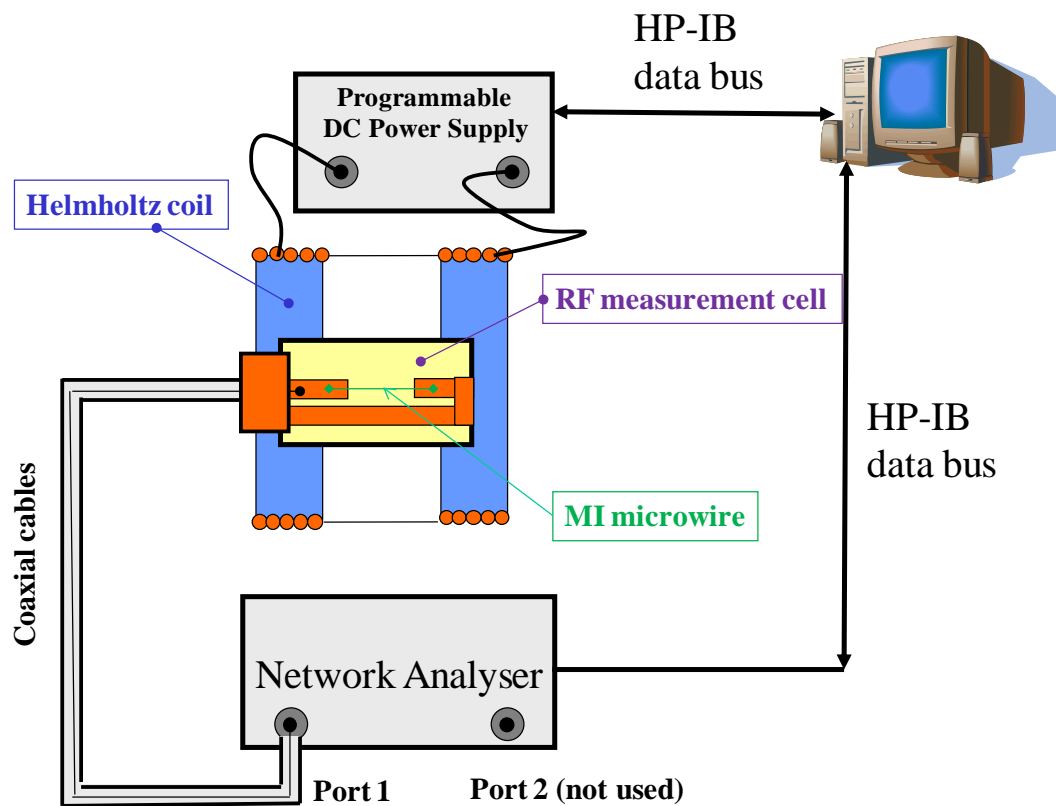 HP-IB
data bus
Programmable
DC Power Supply
Helmholtz coil
RF measurement cell
HP-IB
data bus
MI microwire
Coaxial cables
Network Analyser
Port 1
Port 2 (not used)